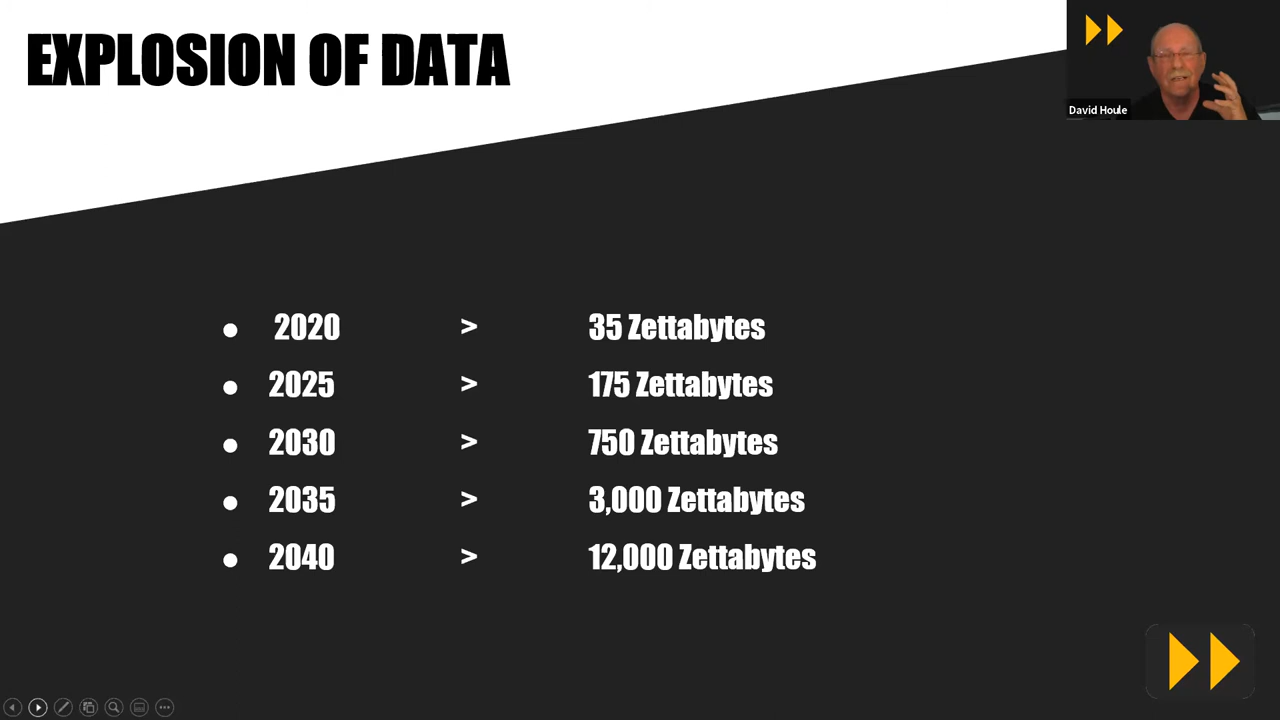 EXPLOSION OF DATA
David Houle
● 2020 > 35 Zettabytes
● 2025 > 175 Zettabytes
● 2030 > 750 Zettabytes
● 2035 > 3,000 Zettabytes
● 2040 > 12,000 Zettabytes